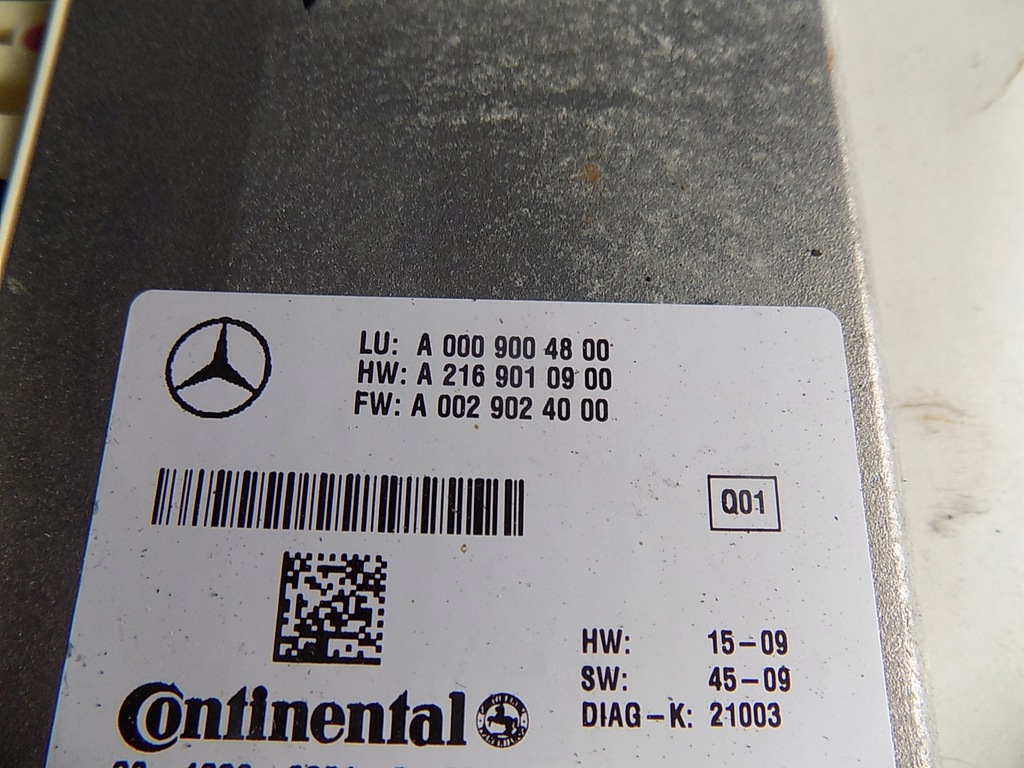 LU: A 000 900 48 00
HW: A 216 901 09 00
FW: A 002 902 40 00
Q01
HW: 15-09
SW: 45-09
DIAG-K: 21003
Continental